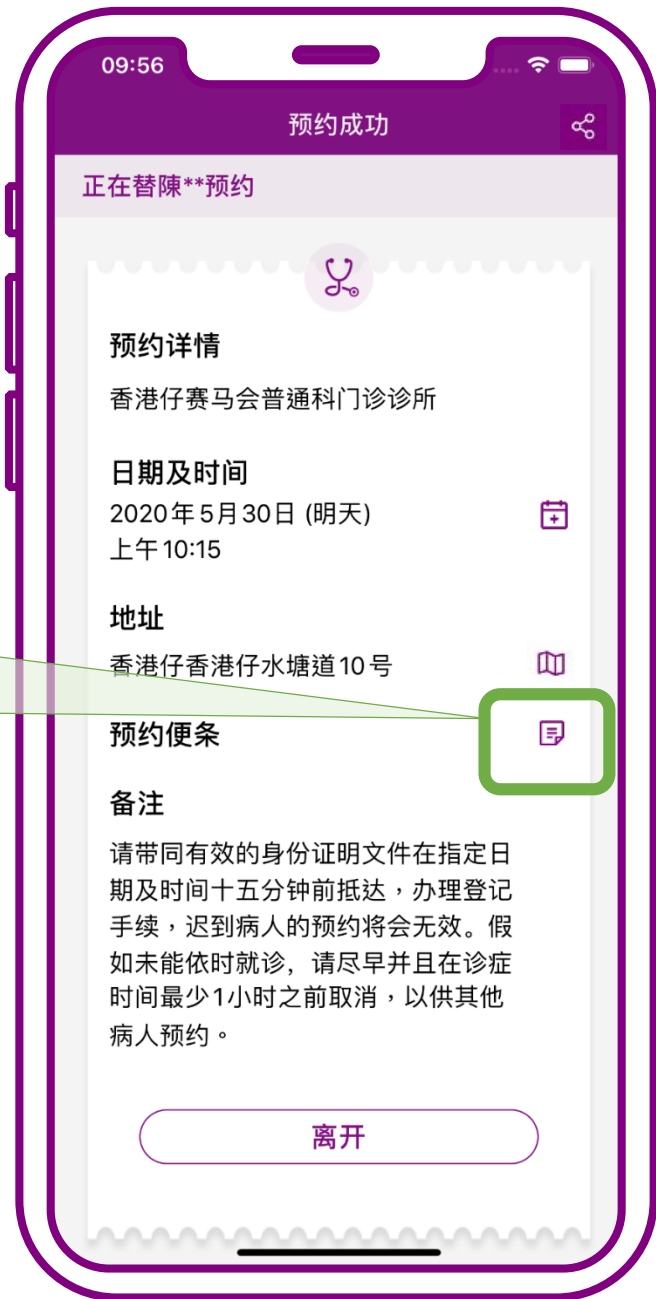 09:56
预约成功
正在替陳**预约
预约详情
香港仔赛马会普通科门诊诊所
日期及时间
2020年5月30日 (明天)
上午10:15
地址
香港仔香港仔水塘道10号
预约便条
备注
请带同有效的身份证明文件在指定日
期及时间十五分钟前抵达，办理登记
手续，迟到病人的预约将会无效。假
如未能依时就诊，请尽早并且在诊症
时间最少1小时之前取消，以供其他
病人预约。
离开